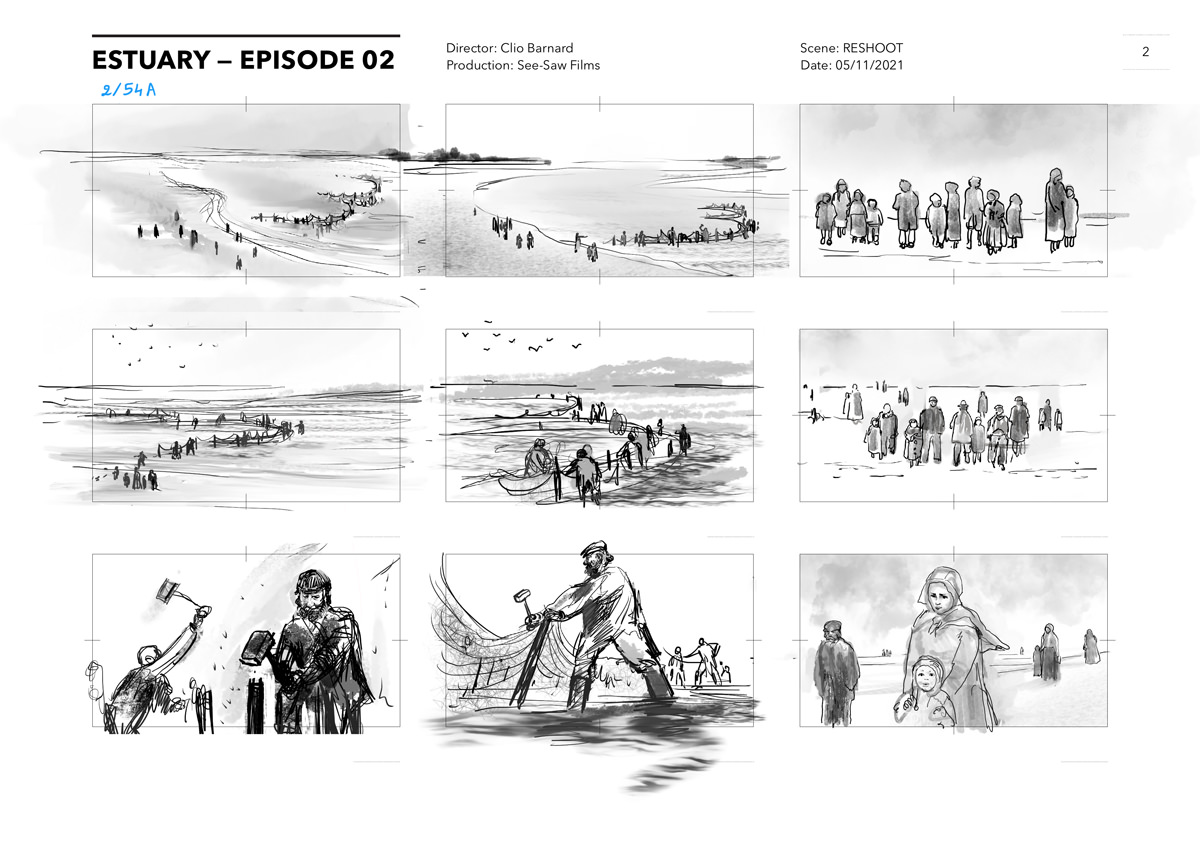 ESTUARY – EPISODE 02
Director: Clio Barnard
Production: See-Saw Films
Scene: RESHOOT
Date: 05/11/2021
2
2/54A